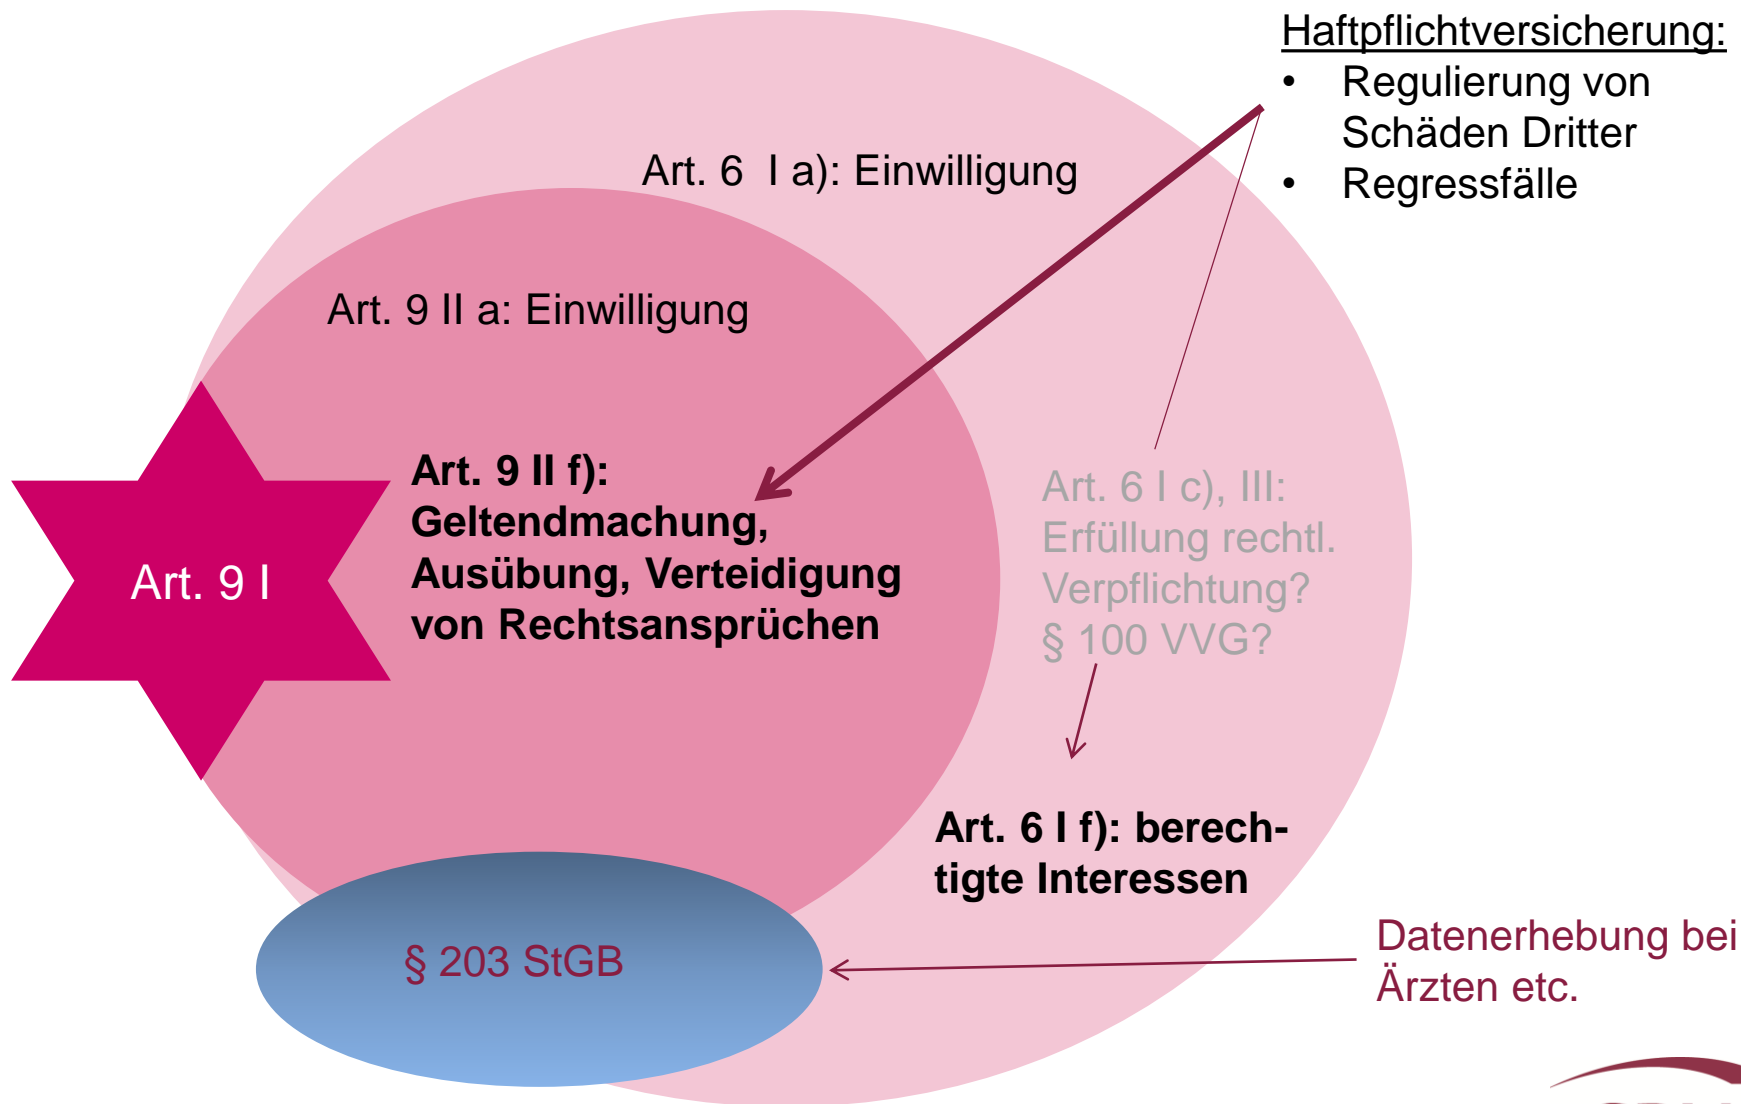 Haftpflichtversicherung:
• Regulierung von
Schäden Dritter
• Regressfälle
Art. 6 I a): Einwilligung
Art. 9 II a: Einwilligung
Art. 9 II f):
Geltendmachung,
Ausübung, Verteidigung
von Rechtsansprüchen
Art. 9 I
Art. 6 I c), III:
Erfüllung rechtl.
Verpflichtung?
§ 100 VVG?
Art. 6 I f): berech-
tigte Interessen
§ 203 StGB
Datenerhebung bei
Ärzten etc.